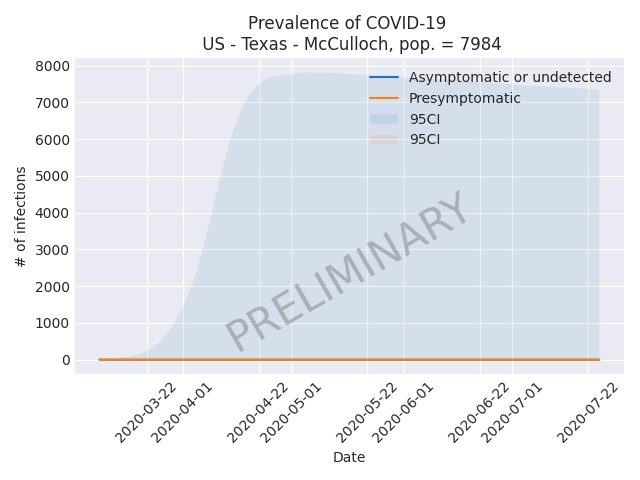 Prevalence of COVID-19
US - Texas - McCulloch, pop. = 7984
8000
7000
6000
5000
4000
3000
2000
1000
0
# of infections
Asymptomatic or undetected
Presymptomatic
95CI
95CI
PRELIMINARY
2020-03-22
2020-04-01
2020-04-22
2020-05-01
2020-05-22
2020-06-01
2020-06-22
2020-07-01
2020-07-22
Date